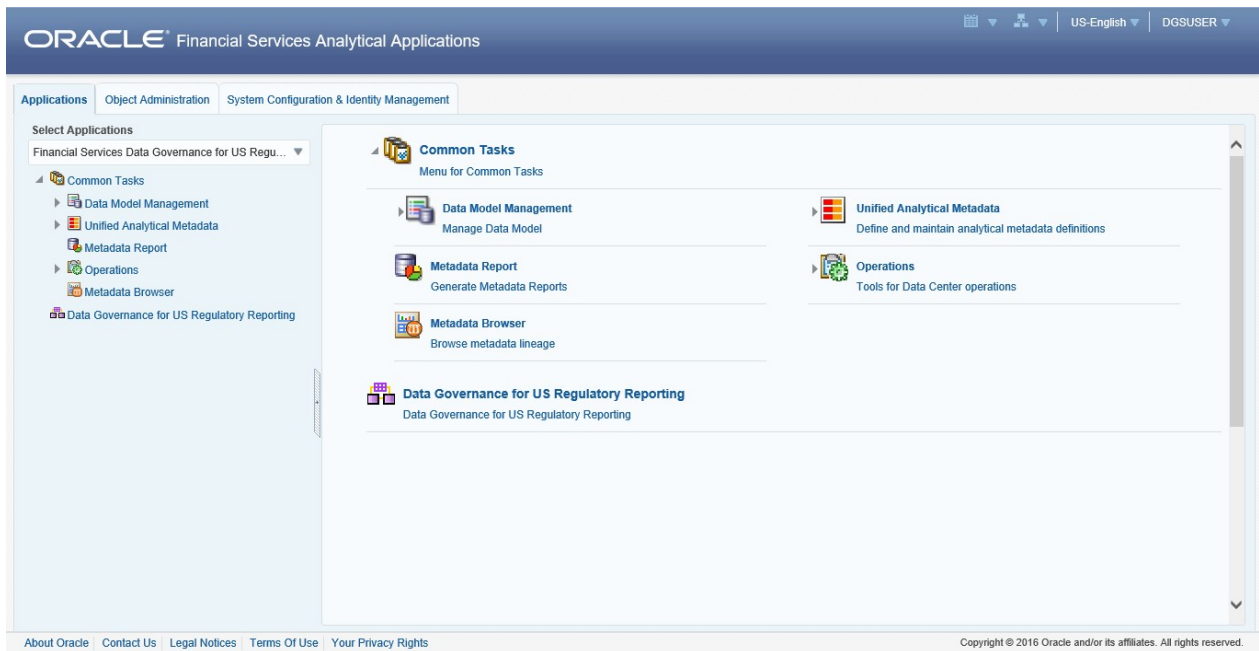 ORACLE® Financial Services Analytical Applications
US-English
DGSUSER
Applications
Object Administration
System Configuration & Identity Management
Select Applications
Financial Services Data Governance for US Regu...
Common Tasks
Data Model Management
Unified Analytical Metadata
Metadata Report
Operations
Metadata Browser
Data Governance for US Regulatory Reporting
Common Tasks
Menu for Common Tasks
Data Model Management
Manage Data Model
Unified Analytical Metadata
Define and maintain analytical metadata definitions
Metadata Report
Generate Metadata Reports
Operations
Tools for Data Center operations
Metadata Browser
Browse metadata lineage
Data Governance for US Regulatory Reporting
Data Governance for US Regulatory Reporting
About Oracle
Contact Us
Legal Notices
Terms Of Use
Your Privacy Rights
Copyright © 2016 Oracle and/or its affiliates. All rights reserved.